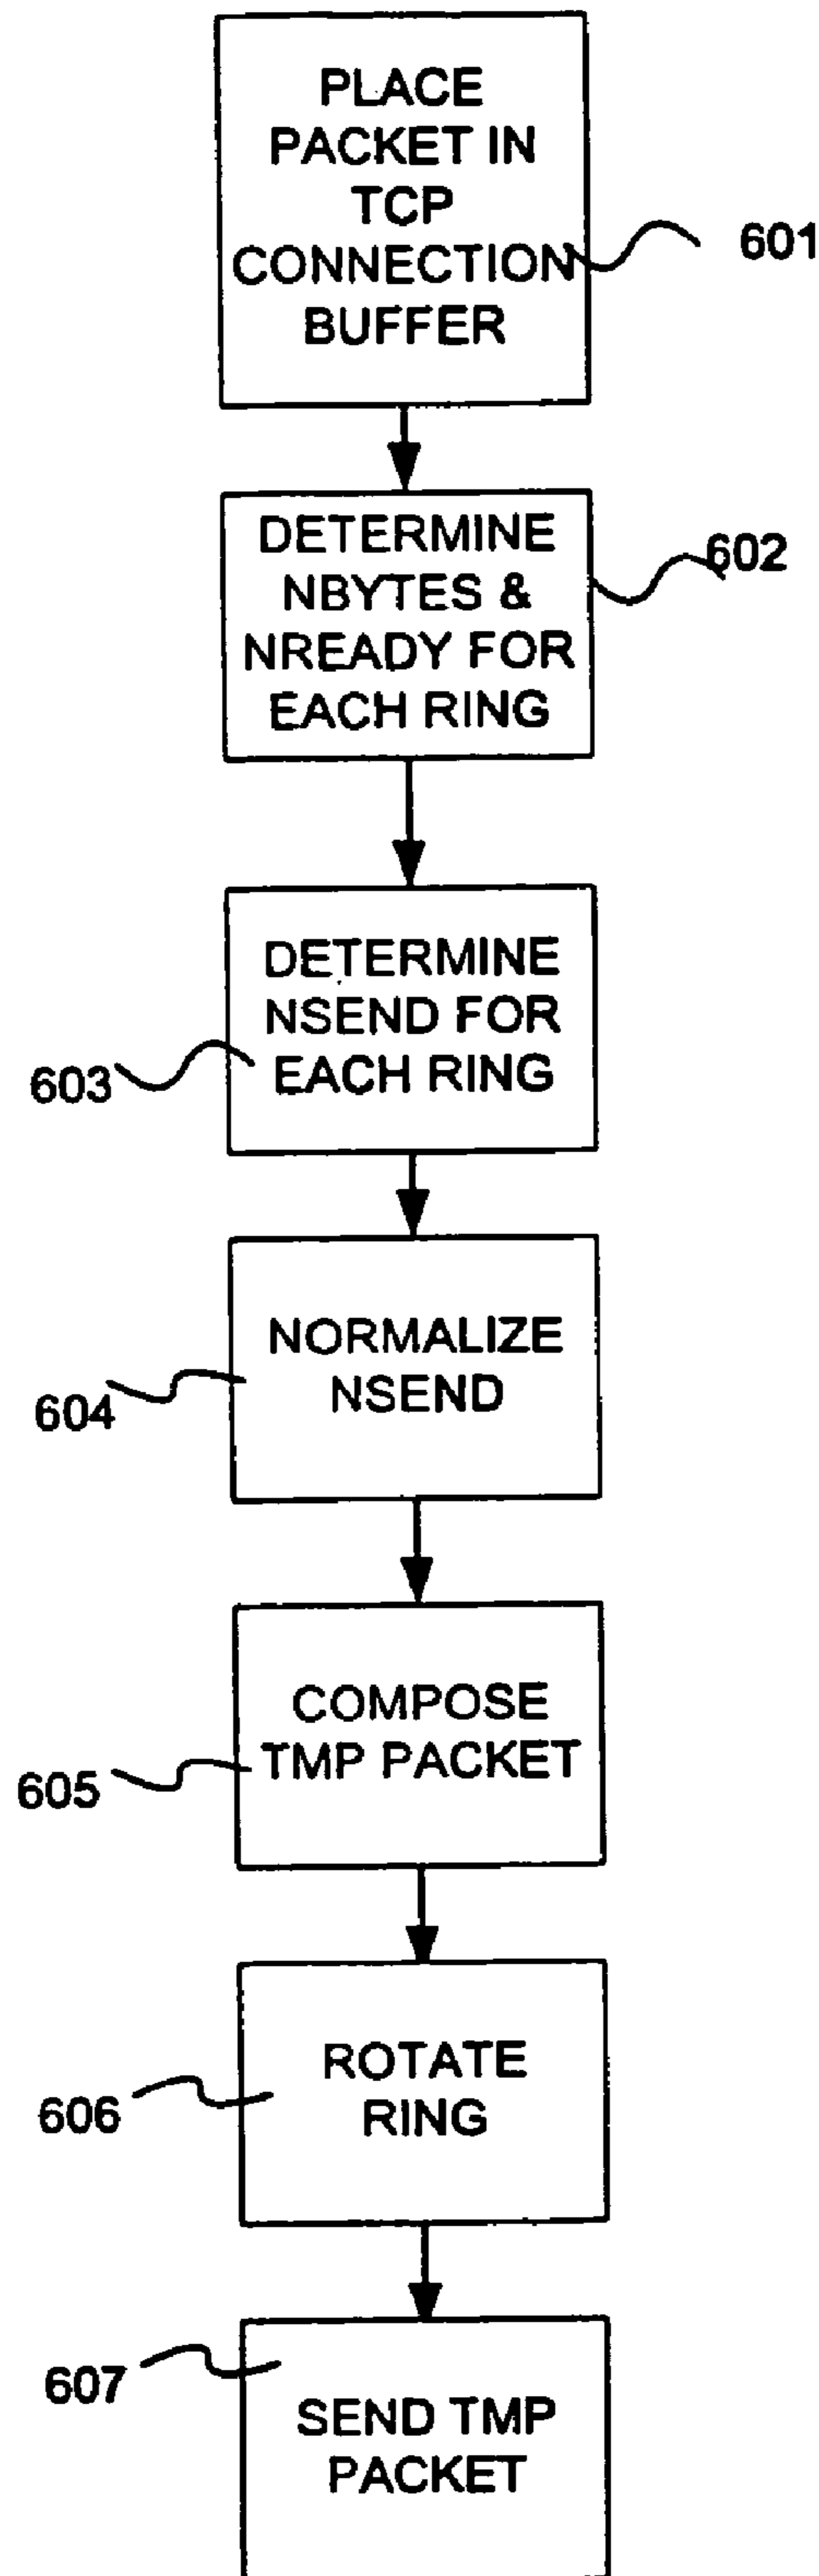 PLACE
PACKET IN
TCP
CONNECTION
BUFFER
601
DETERMINE
NBYTES &
NREADY FOR
EACH RING
602
DETERMINE
NSEND FOR
EACH RING
603
NORMALIZE
NSEND
604
COMPOSE
TMP PACKET
605
ROTATE
RING
606
607
SEND TMP
PACKET